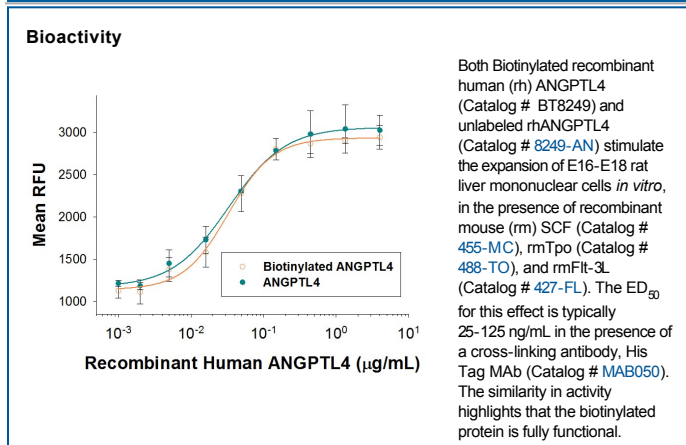 Bioactivity
Mean RFU
3000
2500
2000
1500
1000
Biotinylated ANGPTL4
ANGPTL4
10-3
10-2
10-1
100
101
Recombinant Human ANGPTL4 (μg/mL)
Both Biotinylated recombinant
human (rh) ANGPTL4
(Catalog # BT8249) and
unlabeled rhANGPTL4
(Catalog # 8249-AN) stimulate
the expansion of E16-E18 rat
liver mononuclear cells in vitro,
in the presence of recombinant
mouse (rm) SCF (Catalog #
455-MC), rmTpo (Catalog #
488-TO), and rmFlt-3L
(Catalog # 427-FL). The ED50
for this effect is typically
25-125 ng/mL in the presence of
a cross-linking antibody, His
Tag MAb (Catalog # MAB050).
The similarity in activity
highlights that the biotinylated
protein is fully functional.